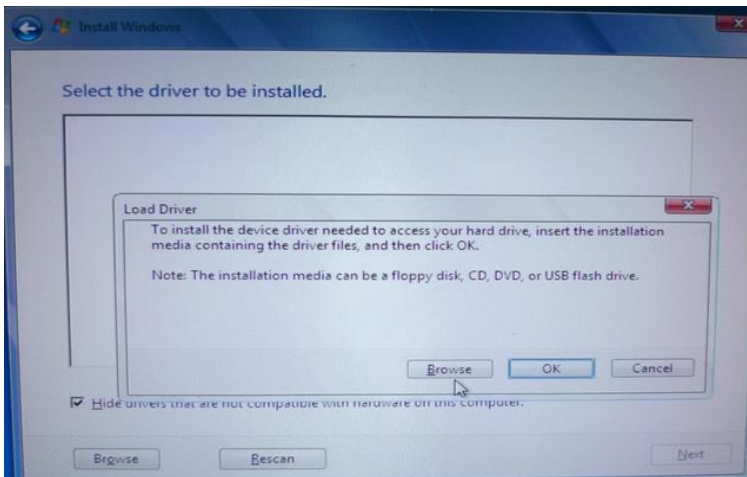 Install Windows
Select the driver to be installed.
Load Driver
To install the device driver needed to access your hard drive, insert the installation
media containing the driver files, and then click OK.
Note: The installation media can be a floppy disk, CD, DVD, or USB flash drive.
Browse OK Cancel
Hide drivers that are not compatible with hardware on this computer.
Browse Rescan Next